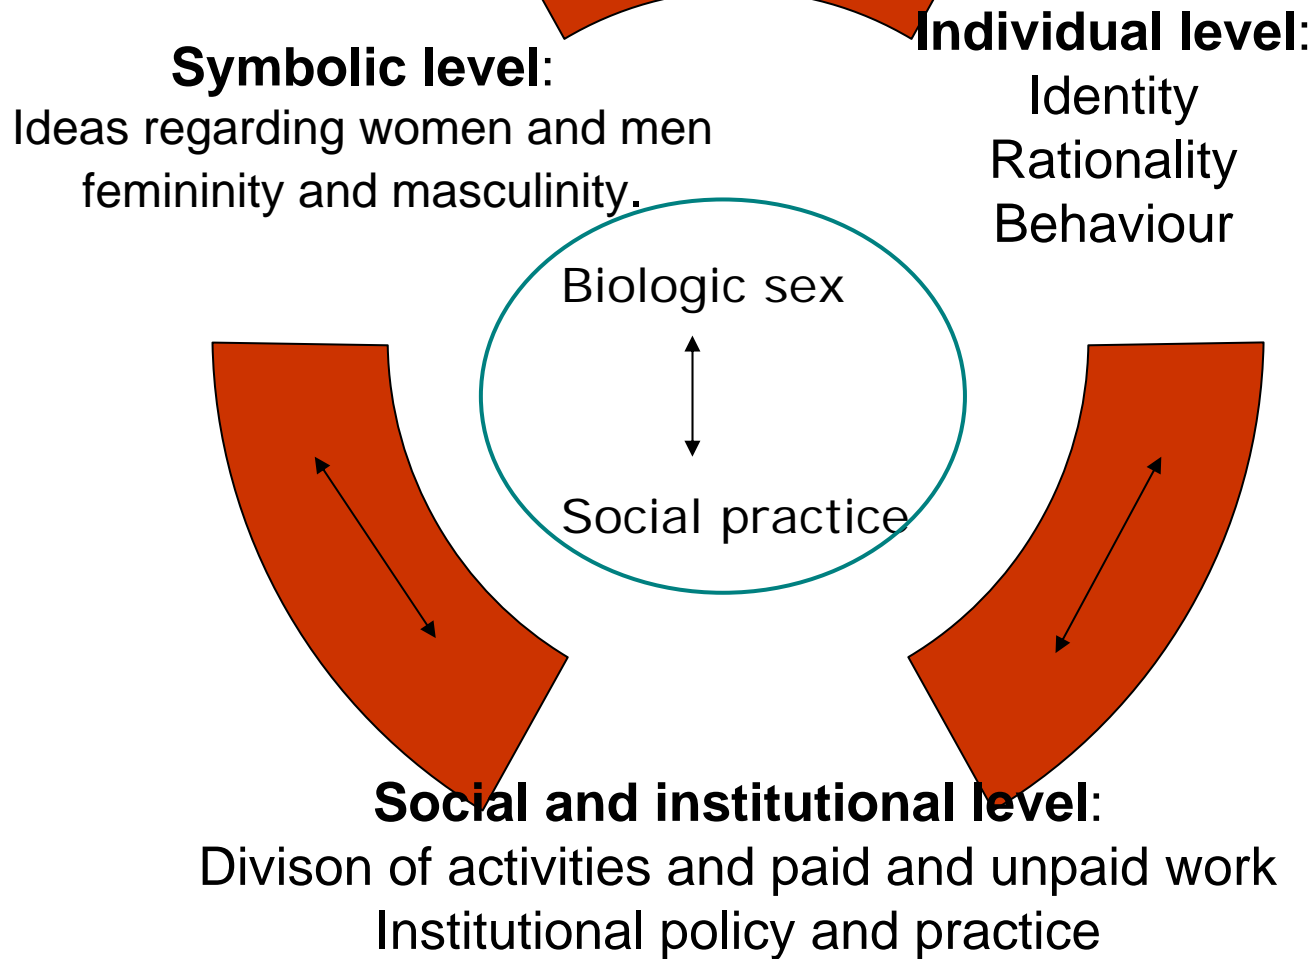 Symbolic level:
Ideas regarding women and men
femininity and masculinity.
Individual level:
Identity
Rationality
Behaviour
Biologic sex
Social practice
Social and institutional level:
Divison of activities and paid and unpaid work
Institutional policy and practice